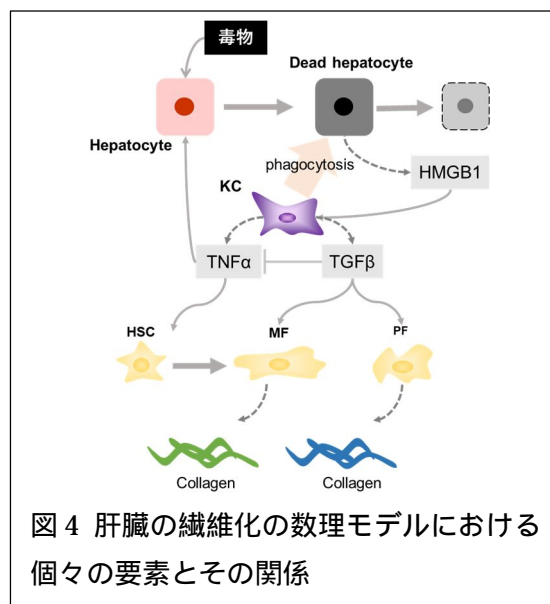 毒物
Dead hepatocyte
Hepatocyte
phagocytosis
HMGB1
KC
TNFα
TGFβ
HSC
MF
PF
Collagen
Collagen
図 4 肝臓の繊維化の数理モデルにおける
個々の要素とその関係